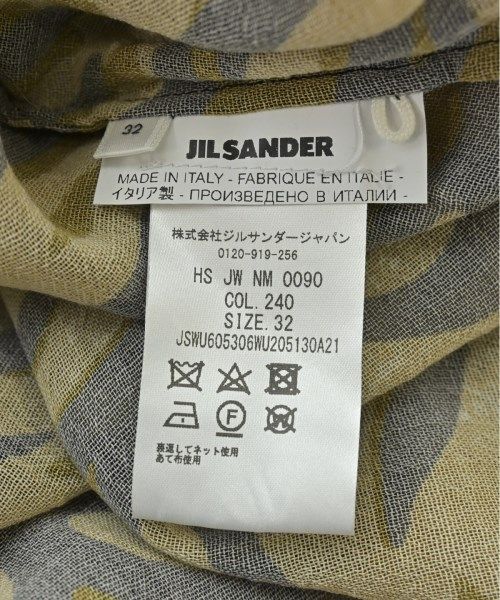 32
JIL SANDER
MADE IN ITALY - FABRIQUE EN ITALIE -
イタリア製 - ПРОИЗВЕДЕНО В ИТАЛИИ -
株式会社ジルサンダージャパン
0120-919-256
HS JW NM 0090
COL. 240
SIZE. 32
JSWU605306WU205130A21
F
W
裏返してネット使用
あて布使用